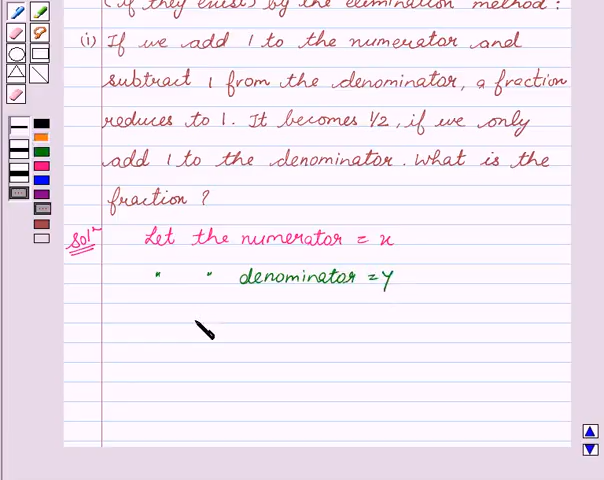 (if they exist) by the elimination method :
(i) If we add 1 to the numerator and
subtract 1 from the denominator, a fraction
reduces to 1. It becomes 1/2, if we only
add 1 to the denominator. What is the
fraction ?
Solⁿ Let the numerator = x
" " denominator = y